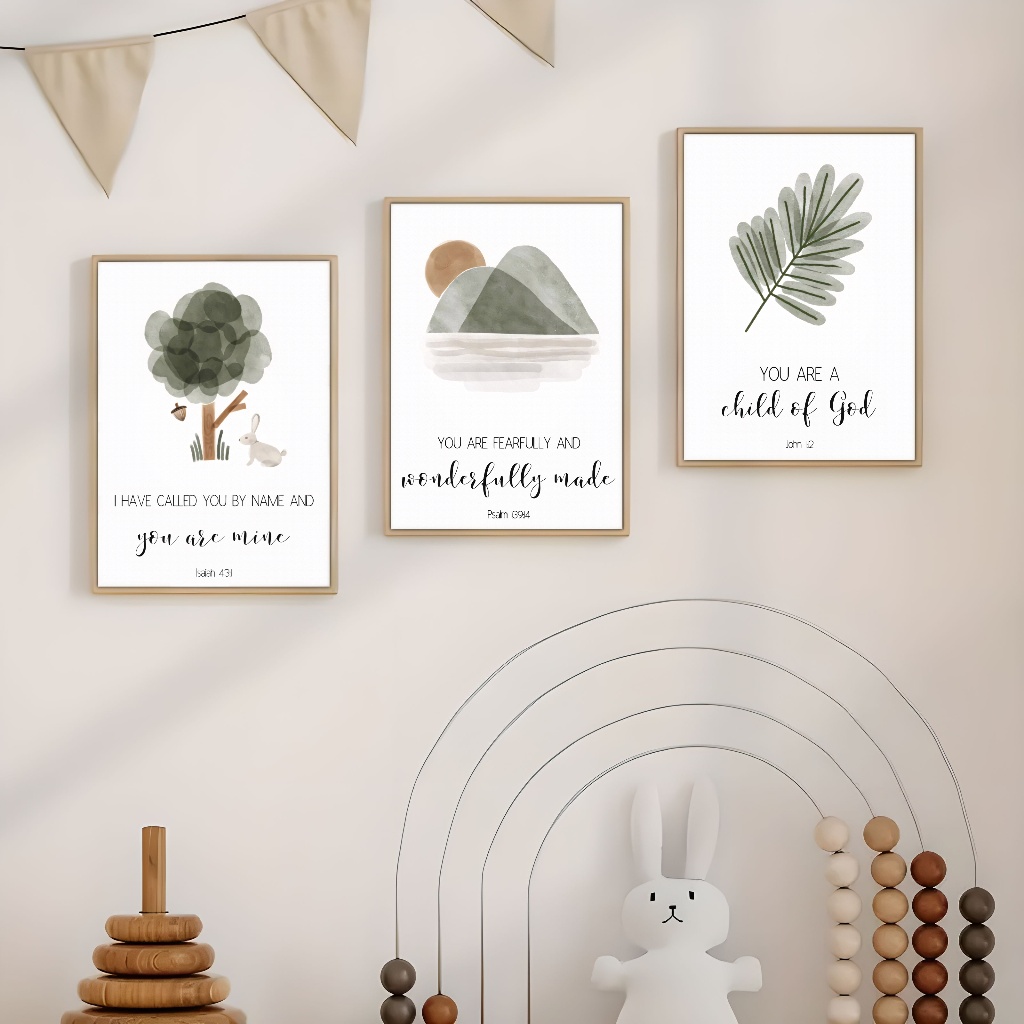 I HAVE CALLED YOU BY NAME AND
you are mine
Isaiah 43:1
YOU ARE FEARFULLY AND
wonderfully made
Psalm 139:14
YOU ARE A
child of God
John 1:12